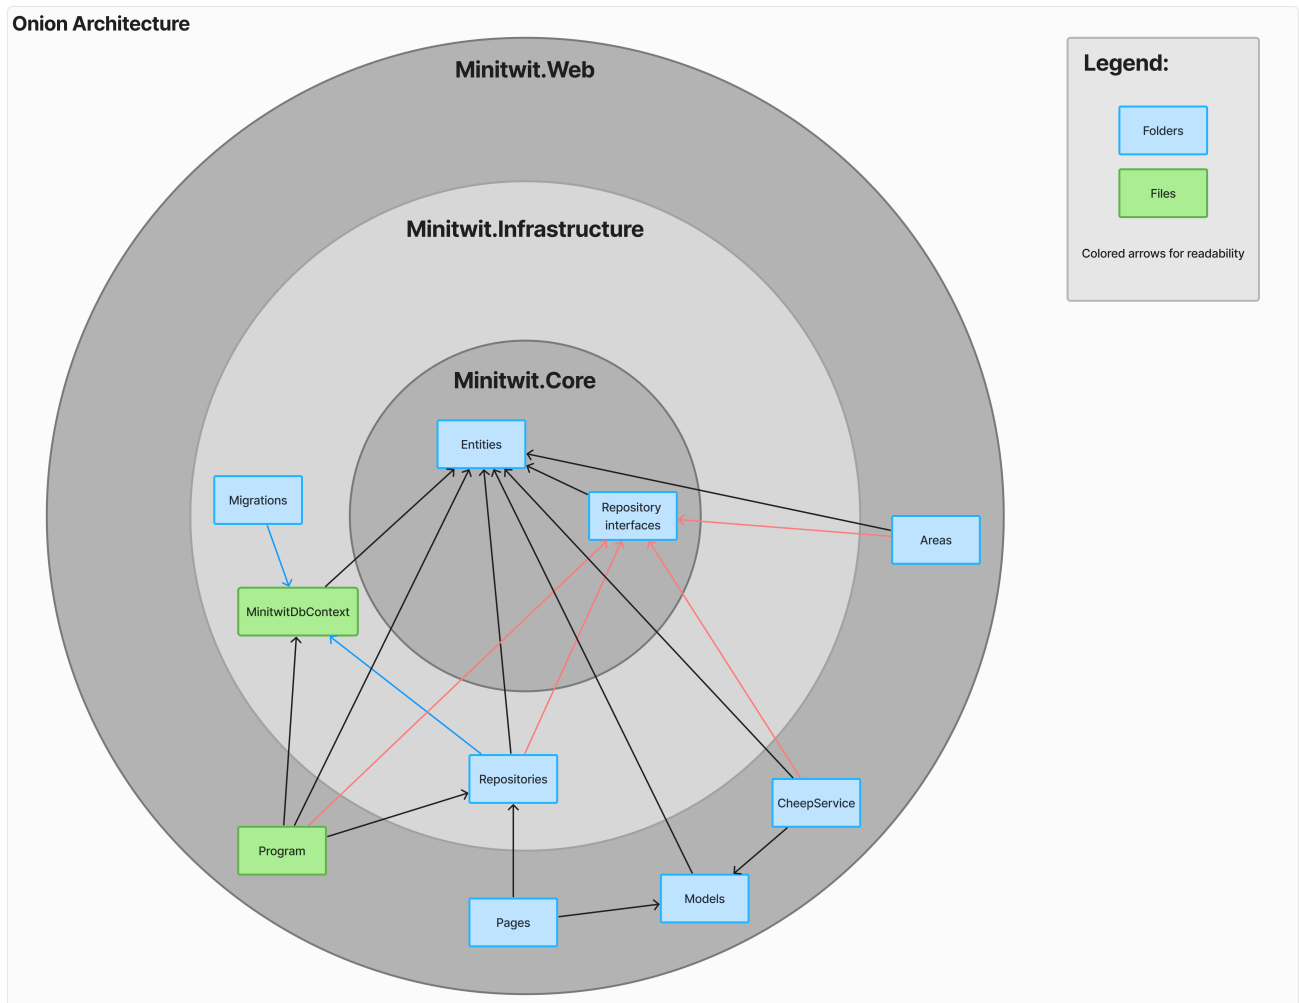 Onion Architecture
Minitwit.Web
Legend:
Folders
Files
Colored arrows for readability
Minitwit.Infrastructure
Minitwit.Core
Entities
Migrations
Repository
interfaces
Areas
MinitwitDbContext
Repositories
CheepService
Program
Models
Pages